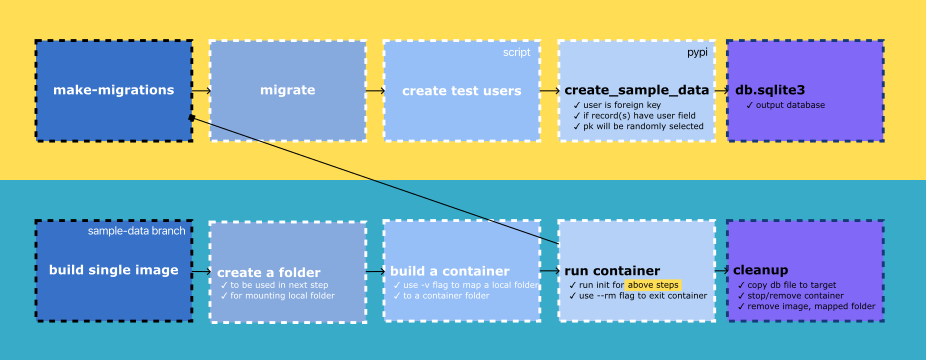 make-migrations
migrate
script
create test users
pypi
create_sample_data
✓ user is foreign key
✓ if record(s) have user field
✓ pk will be randomly selected
db.sqlite3
✓ output database
sample-data branch
build single image
create a folder
✓ to be used in next step
✓ for mounting local folder
build a container
✓ use -v flag to map a local folder
✓ to a container folder
run container
✓ run init for above steps
✓ use --rm flag to exit container
cleanup
✓ copy db file to target
✓ stop/remove container
✓ remove image, mapped folder